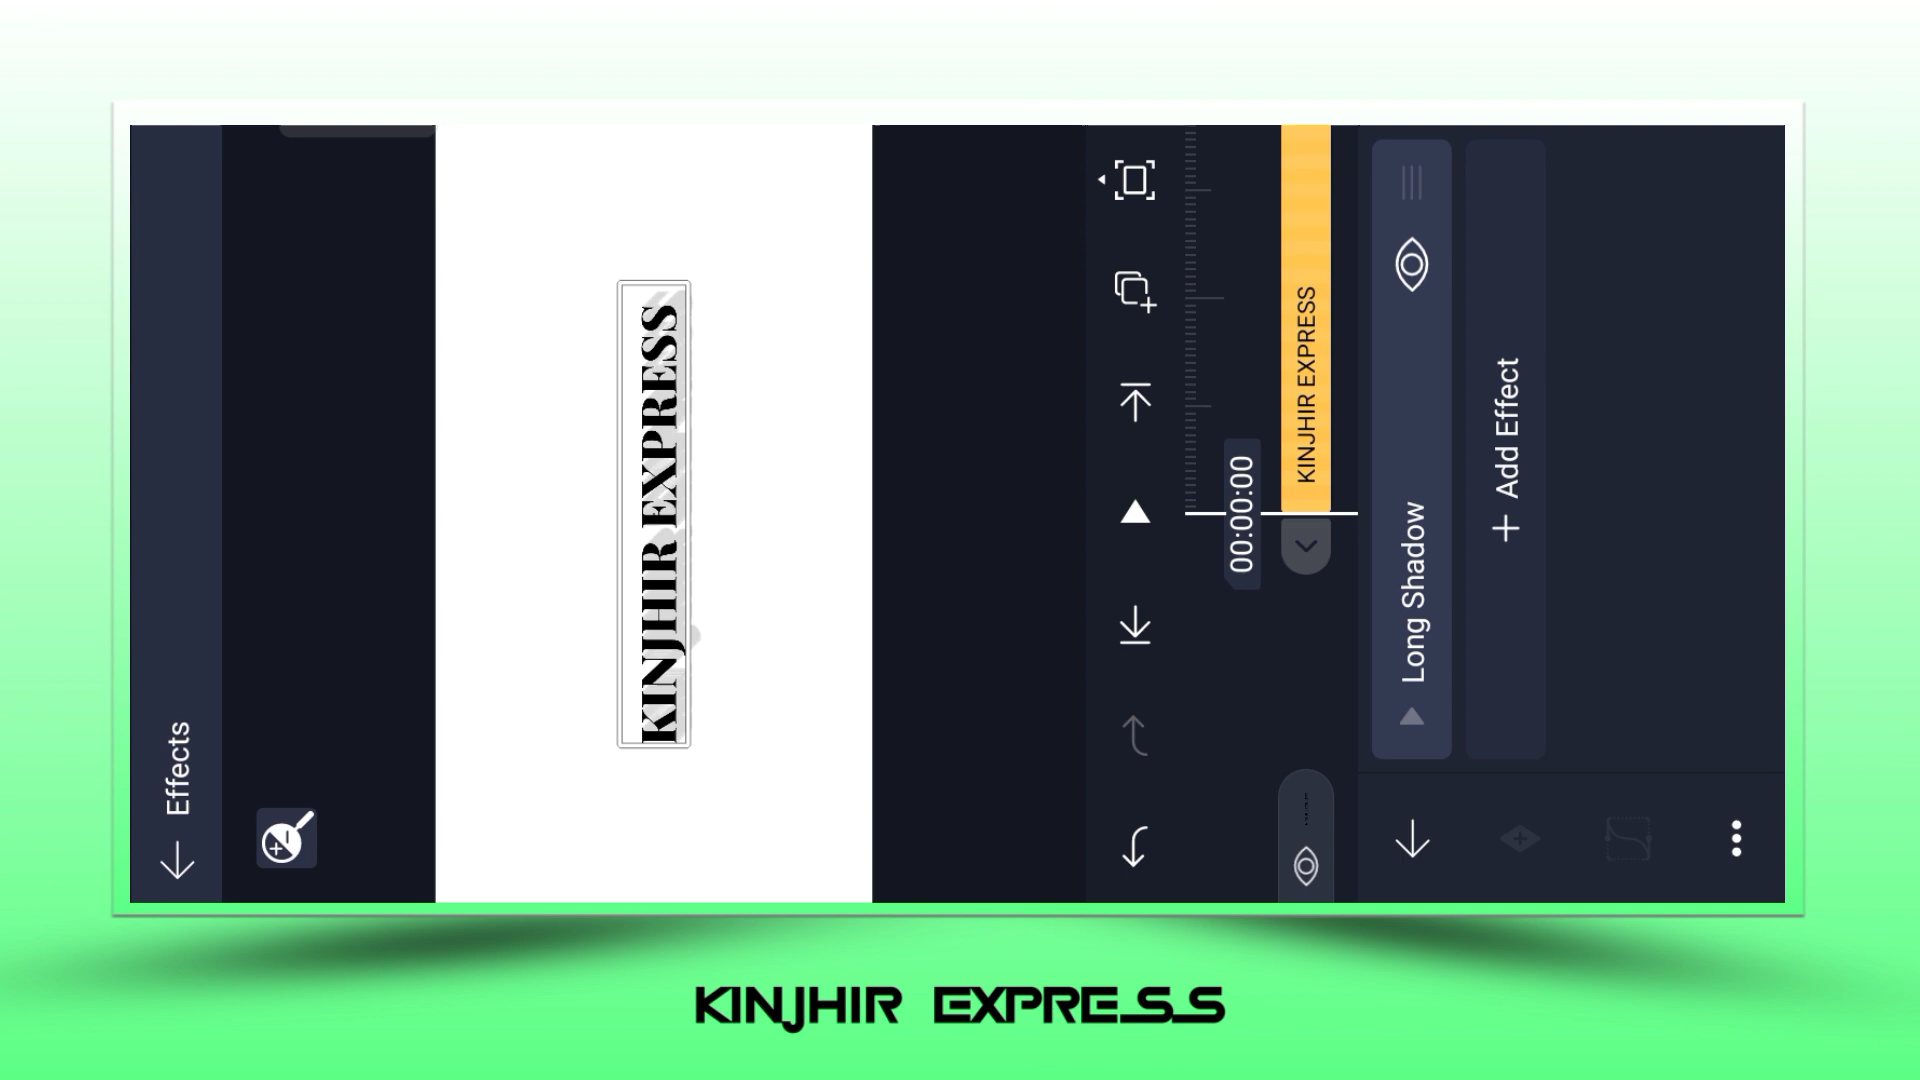 Effects
KINJHIR EXPRESS
00:00:00
KINJHIR EXPRESS
Long Shadow
+ Add Effect
KINJHIR EXPRESS